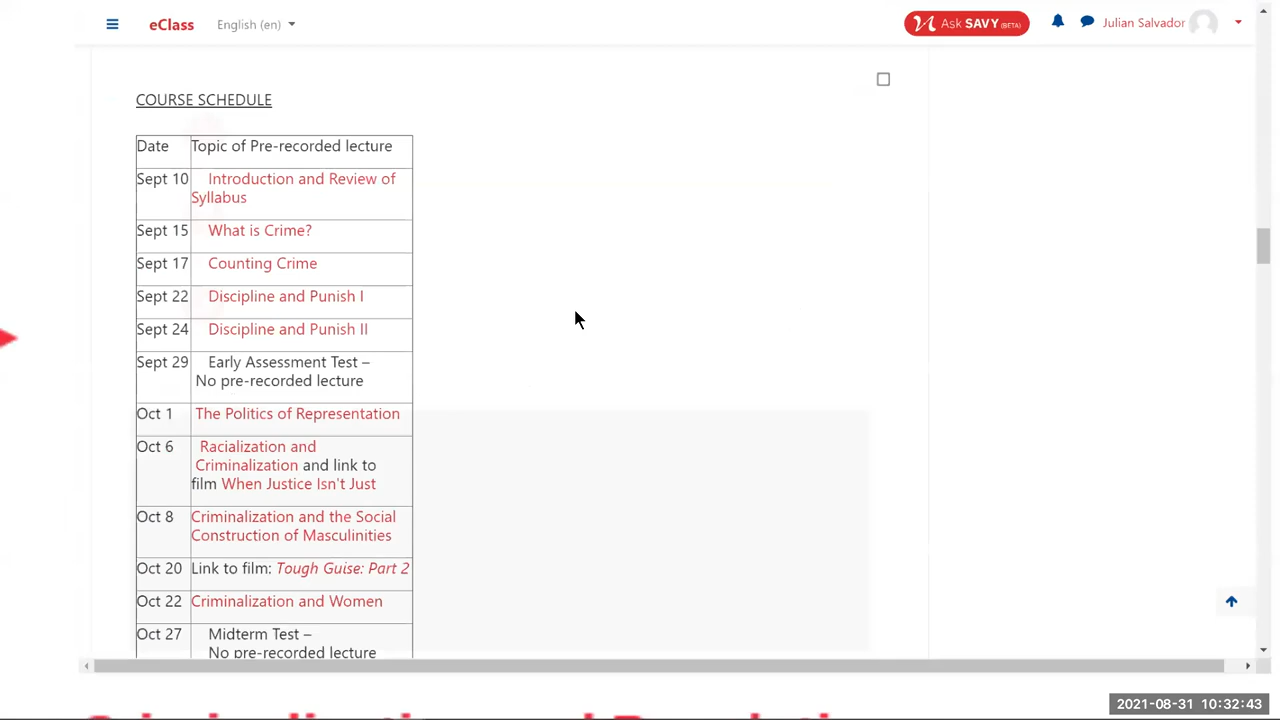 eClass English (en) Ask SAVY (BETA) Julian Salvador
COURSE SCHEDULE
Date Topic of Pre-recorded lecture
Sept 10 Introduction and Review of
Syllabus
Sept 15 What is Crime?
Sept 17 Counting Crime
Sept 22 Discipline and Punish I
Sept 24 Discipline and Punish II
Sept 29 Early Assessment Test –
No pre-recorded lecture
Oct 1 The Politics of Representation
Oct 6 Racialization and
Criminalization and link to
film When Justice Isn't Just
Oct 8 Criminalization and the Social
Construction of Masculinities
Oct 20 Link to film: Tough Guise: Part 2
Oct 22 Criminalization and Women
Oct 27 Midterm Test –
No pre-recorded lecture
2021-08-31 10:32:43